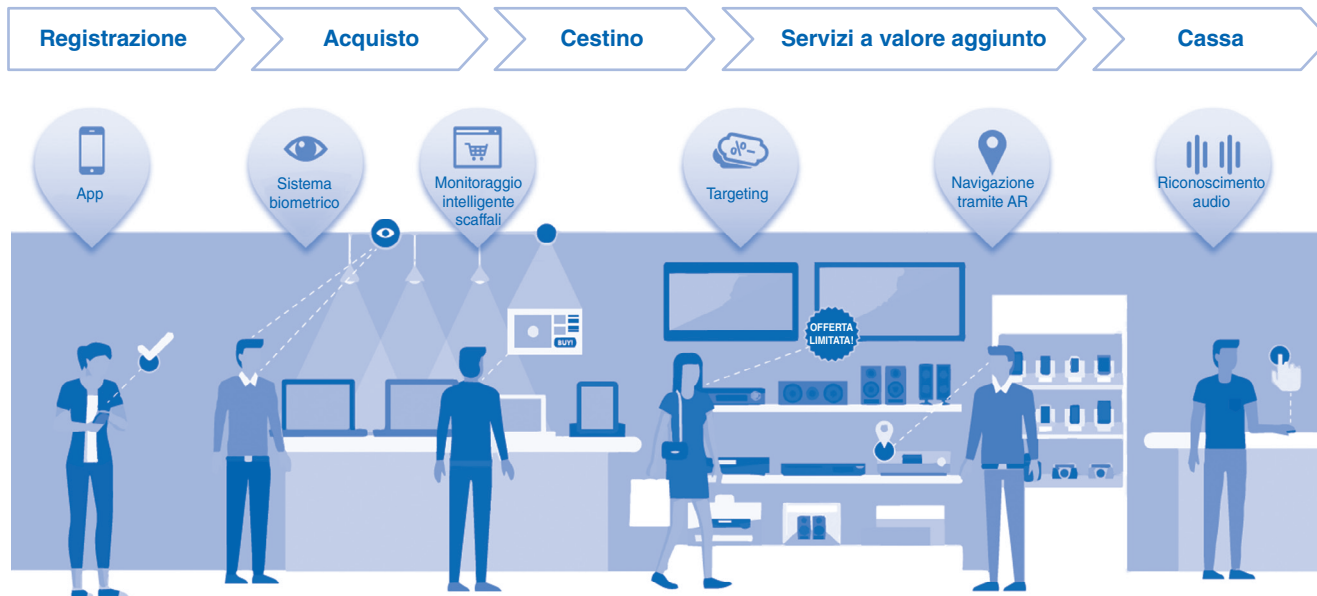 Registrazione
Acquisto
Cestino
Servizi a valore aggiunto
Cassa
App
Sistema
biometrico
Monitoraggio
intelligente
scaffali
%
Targeting
Navigazione
tramite AR
Riconoscimento
audio
BUY!
OFFERTA
LIMITATA!